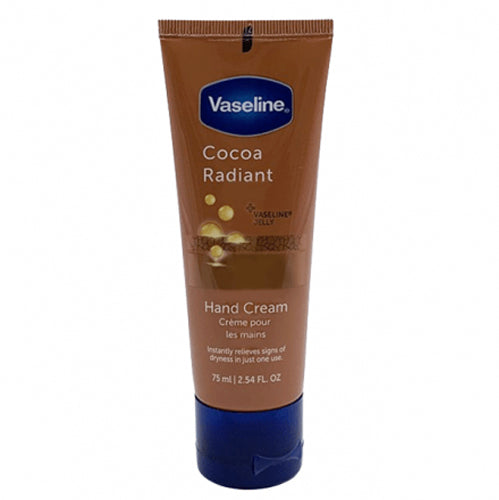 Vaseline®
Cocoa
Radiant
VASELINE®
JELLY
Hand Cream
Crème pour
les mains
Instantly relieves signs of
dryness in just one use.
75 ml | 2.54 FL. OZ